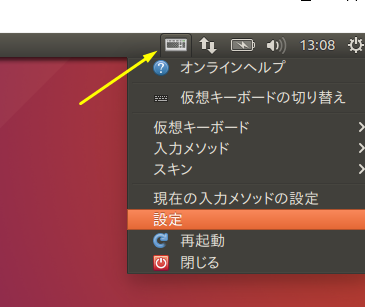 13:08
オンラインヘルプ
仮想キーボードの切り替え
仮想キーボード
入力メソッド
スキン
現在の入力メソッドの設定
設定
再起動
閉じる